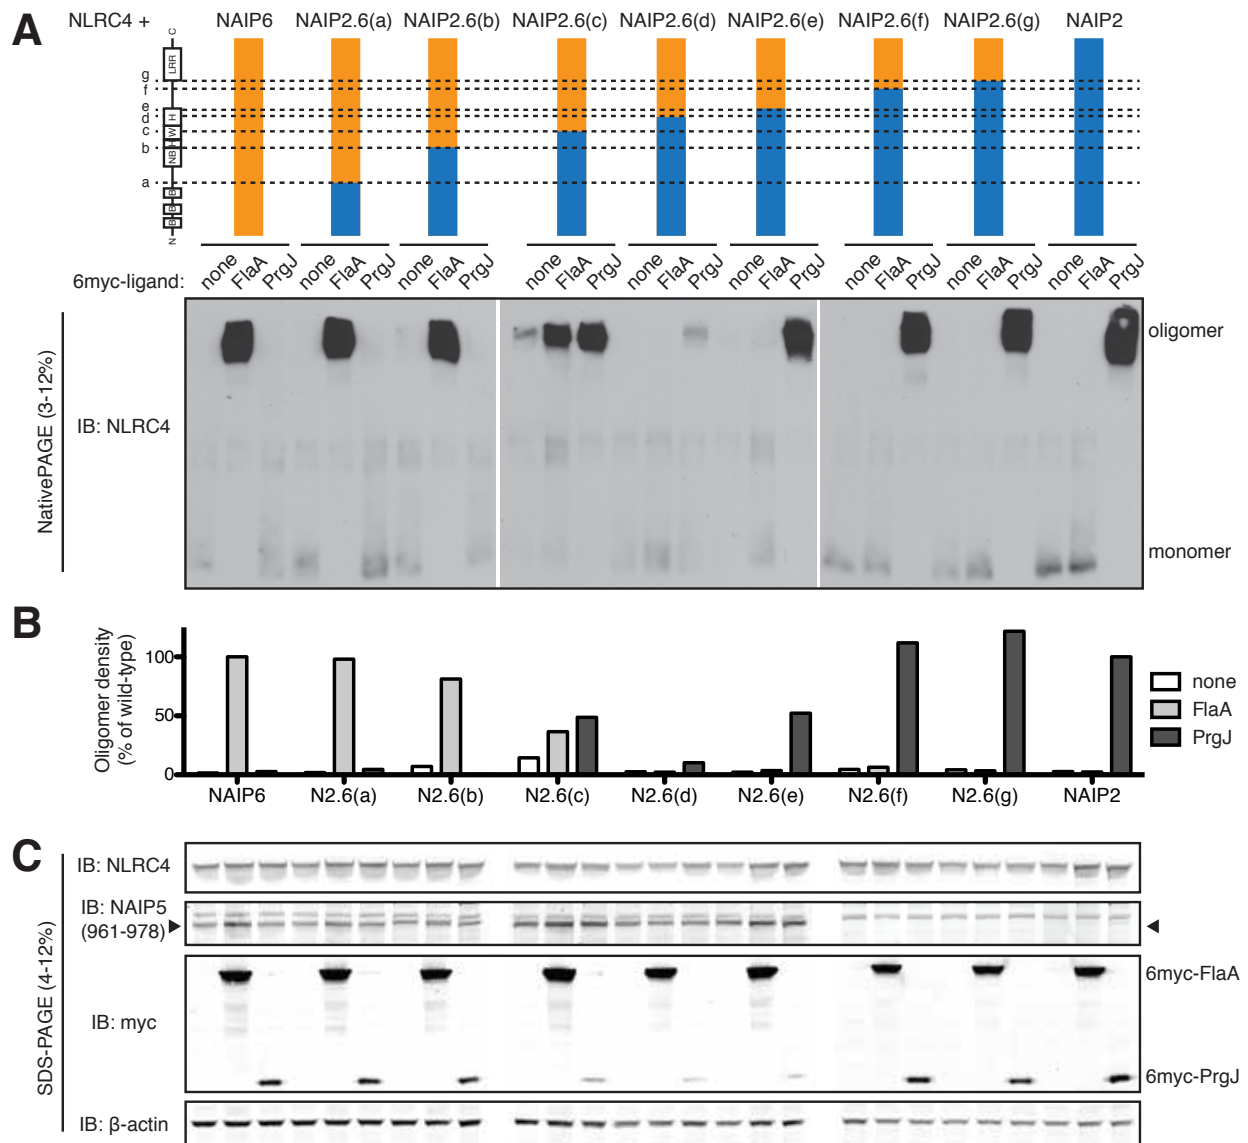 A
NLRC4 +
NAIP6
NAIP2.6(a)
NAIP2.6(b)
NAIP2.6(c)
NAIP2.6(d)
NAIP2.6(e)
NAIP2.6(f)
NAIP2.6(g)
NAIP2
C
LRR
g
f
e
d
H
c
W
H
b
NB
a
B
B
B
N
6myc-ligand:
none FlaA PrgJ
none FlaA PrgJ
none FlaA PrgJ
none FlaA PrgJ
none FlaA PrgJ
none FlaA PrgJ
none FlaA PrgJ
none FlaA PrgJ
none FlaA PrgJ
NativePAGE (3-12%)
IB: NLRC4
oligomer
monomer
B
Oligomer density
(% of wild-type)
100
50
0
NAIP6
N2.6(a)
N2.6(b)
N2.6(c)
N2.6(d)
N2.6(e)
N2.6(f)
N2.6(g)
NAIP2
none
FlaA
PrgJ
C
SDS-PAGE (4-12%)
IB: NLRC4
IB: NAIP5
(961-978)
IB: myc
6myc-FlaA
6myc-PrgJ
IB: β-actin